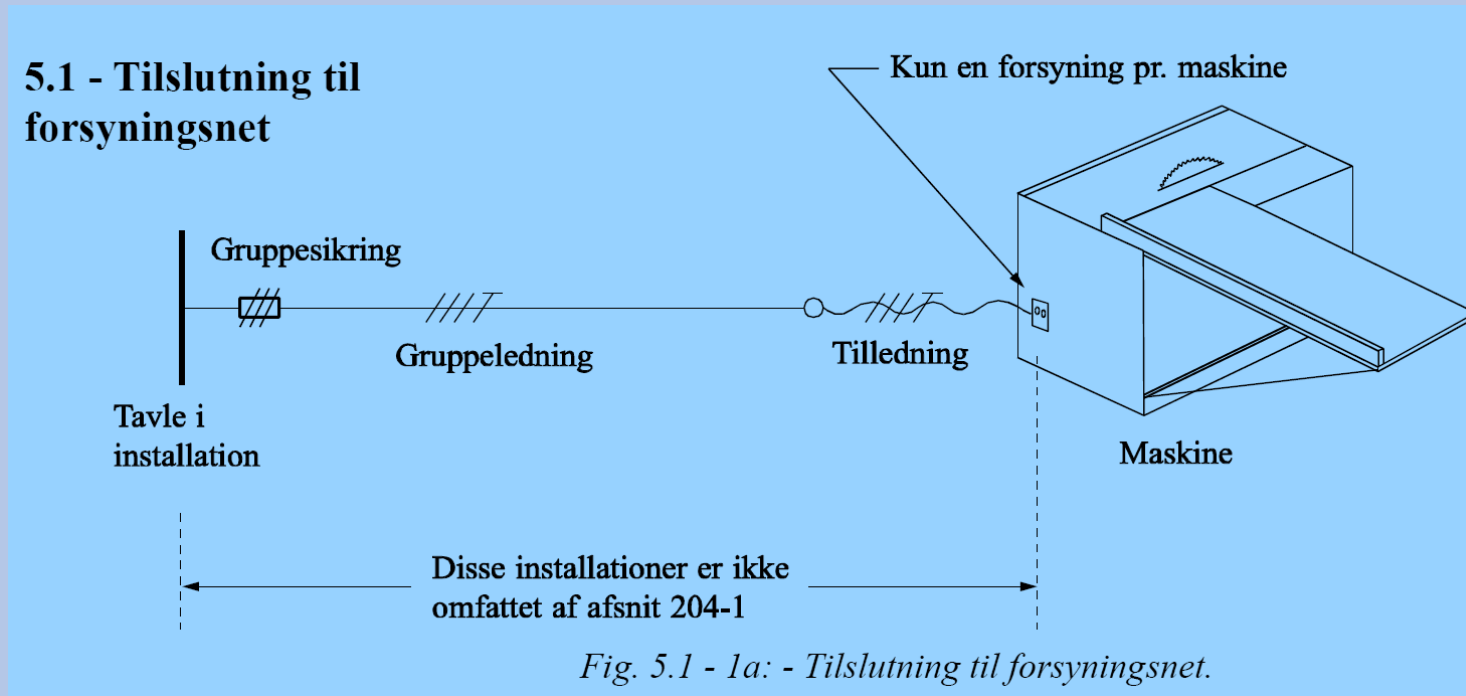 5.1 - Tilslutning til
forsyningsnet
Kun en forsyning pr. maskine
Gruppesikring
Gruppeledning
Tilledning
Tavle i
installation
Maskine
Disse installationer er ikke
omfattet af afsnit 204-1
Fig. 5.1 - 1a: - Tilslutning til forsyningsnet.